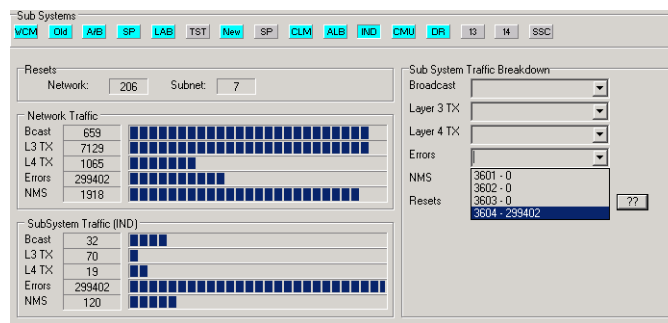 Sub Systems
WCM Old A/B SP LAB TST New SP CLM ALB IND CMU DR 13 14 SSC
Resets
Network: 206 Subnet: 7
Network Traffic
Bcast 659
L3 TX 7129
L4 TX 1065
Errors 299402
NMS 1918
SubSystem Traffic (IND)
Bcast 32
L3 TX 70
L4 TX 19
Errors 299402
NMS 120
Sub System Traffic Breakdown
Broadcast
Layer 3 TX
Layer 4 TX
Errors
NMS
Resets
3601 - 0
3602 - 0
3603 - 0
3604 - 299402
??